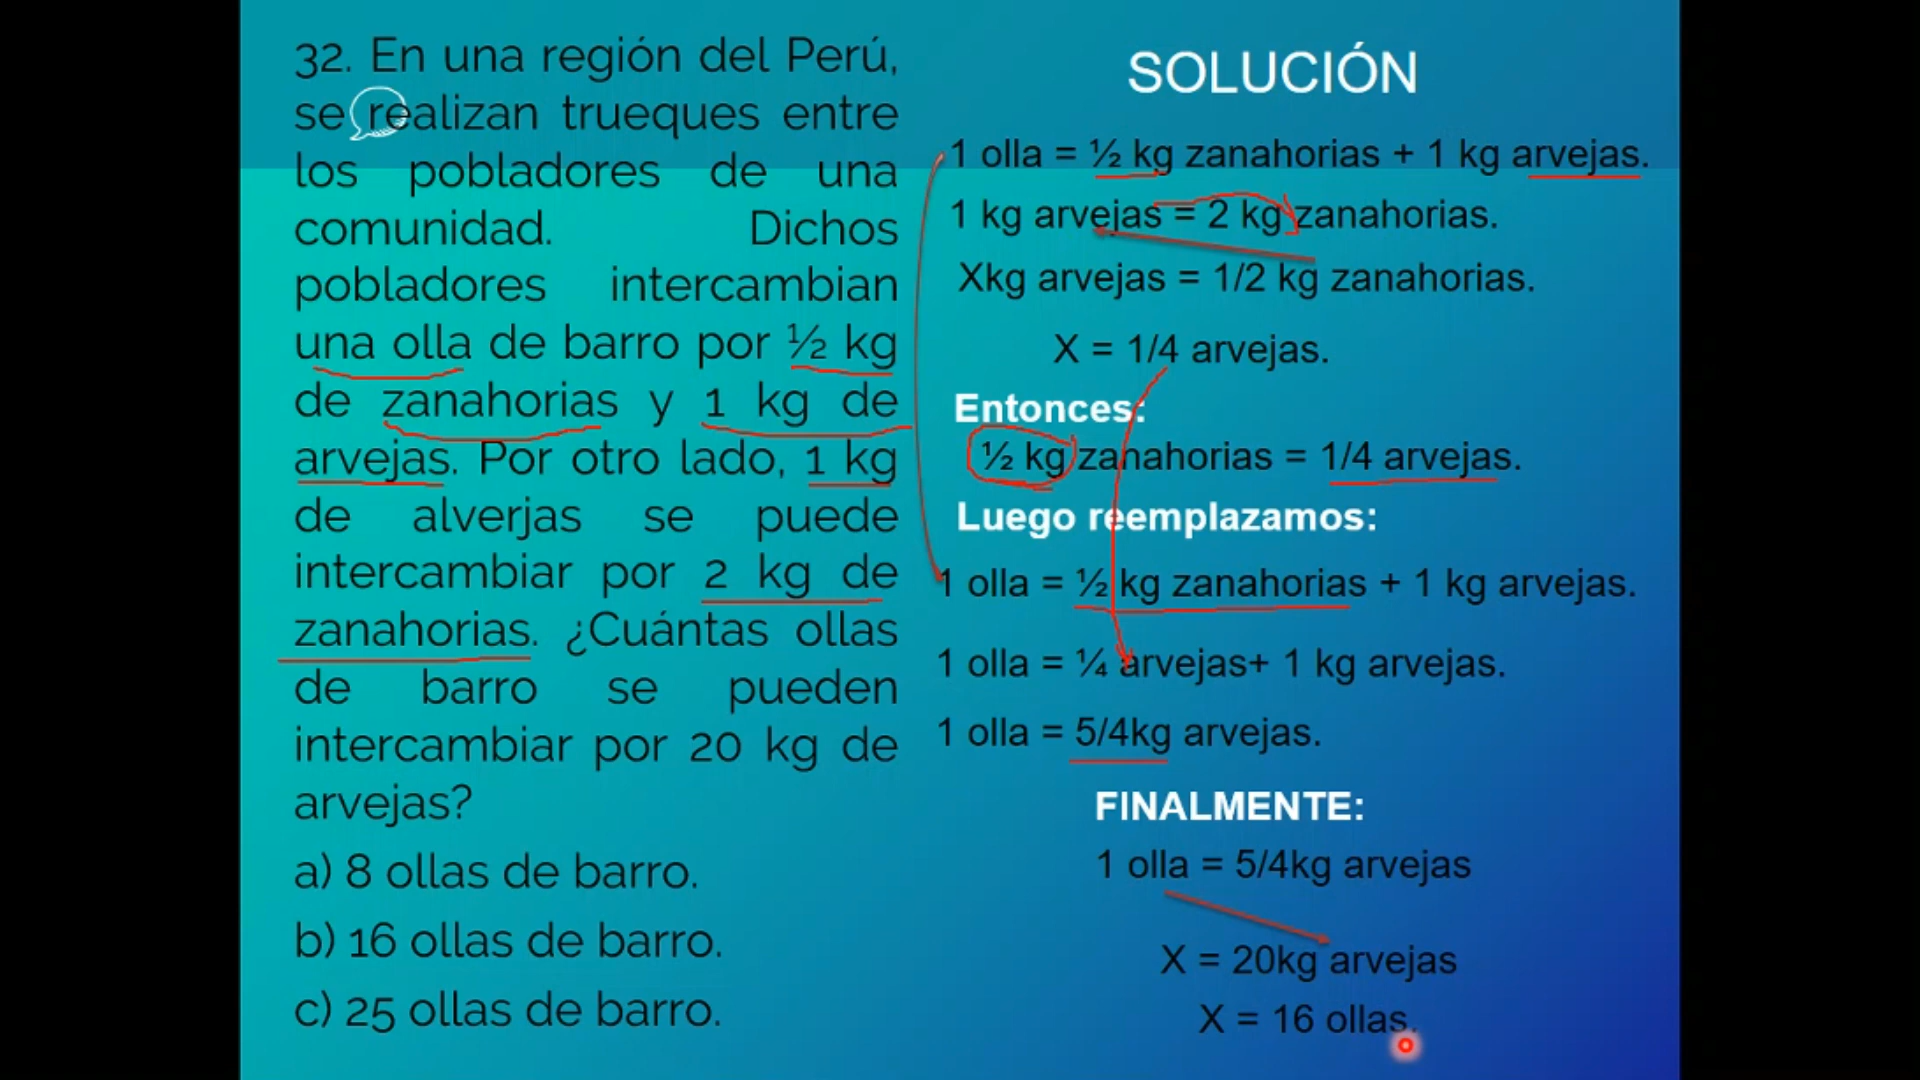 32. En una región del Perú,
se realizan trueques entre
los pobladores de una
comunidad. Dichos
pobladores intercambian
una olla de barro por ½ kg
de zanahorias y 1 kg de
arvejas. Por otro lado, 1 kg
de alverjas se puede
intercambiar por 2 kg de
zanahorias. ¿Cuántas ollas
de barro se pueden
intercambiar por 20 kg de
arvejas?
a) 8 ollas de barro.
b) 16 ollas de barro.
c) 25 ollas de barro.
SOLUCIÓN
1 olla = ½ kg zanahorias + 1 kg arvejas.
1 kg arvejas = 2 kg zanahorias.
Xkg arvejas = 1/2 kg zanahorias.
X = 1/4 arvejas.
Entonces:
½ kg zanahorias = 1/4 arvejas.
Luego reemplazamos:
1 olla = ½ kg zanahorias + 1 kg arvejas.
1 olla = ¼ arvejas+ 1 kg arvejas.
1 olla = 5/4kg arvejas.
FINALMENTE:
1 olla = 5/4kg arvejas
X = 20kg arvejas
X = 16 ollas.